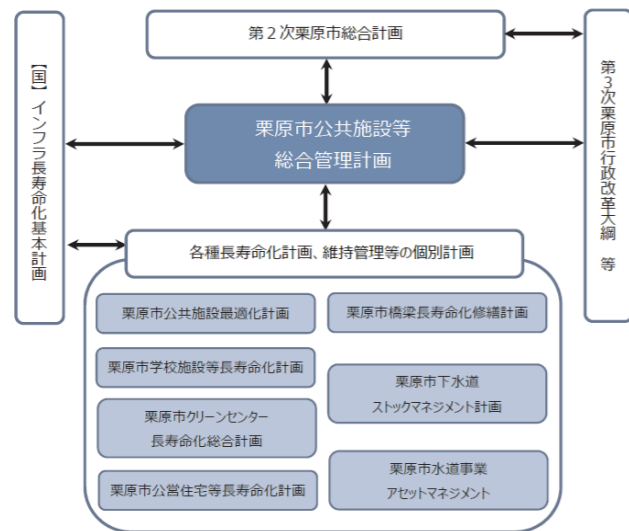 第２次栗原市総合計画
【国】インフラ長寿命化基本計画
栗原市公共施設等
総合管理計画
第３次栗原市行政改革大綱　等
各種長寿命化計画、維持管理等の個別計画
栗原市公共施設最適化計画
栗原市学校施設等長寿命化計画
栗原市クリーンセンター
長寿命化総合計画
栗原市公営住宅等長寿命化計画
栗原市橋梁長寿命化修繕計画
栗原市下水道
ストックマネジメント計画
栗原市水道事業
アセットマネジメント